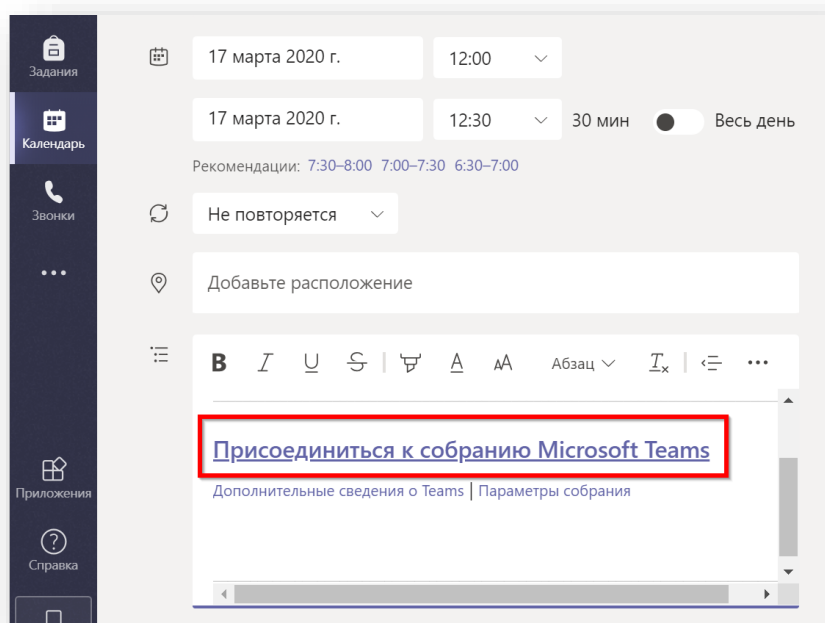 Задания
Календарь
Звонки
Приложения
Справка
17 марта 2020 г. 12:00
17 марта 2020 г. 12:30 30 мин Весь день
Рекомендации: 7:30–8:00 7:00–7:30 6:30–7:00
Не повторяется
Добавьте расположение
B I U S A AA Абзац Tx
Присоединиться к собранию Microsoft Teams
Дополнительные сведения о Teams | Параметры собрания